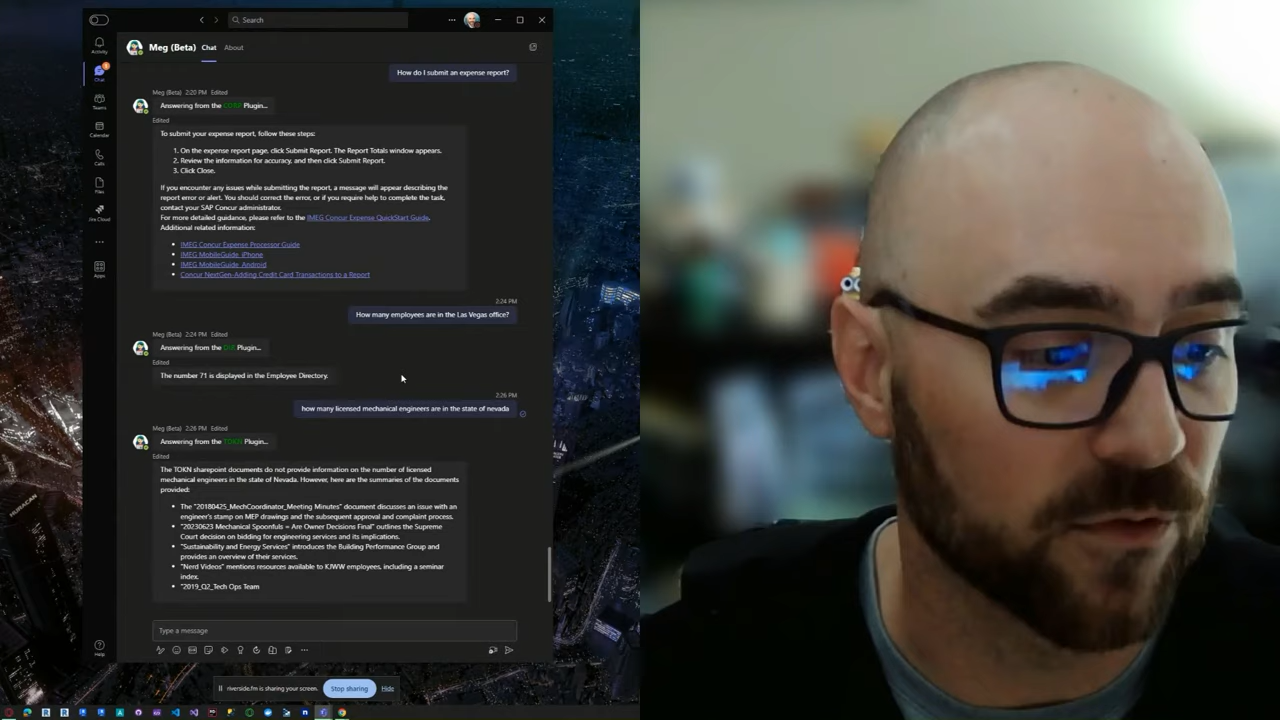 Search
Meg (Beta) Chat About
Activity
Chat
Teams
Calendar
Calls
Files
Jira Cloud
Apps
Help
How do I submit an expense report?
Meg (Beta) 2:20 PM Edited
Answering from the Plugin...
Edited
To submit your expense report, follow these steps:
1. On the expense report page, click Submit Report. The Report Totals window appears.
2. Review the information for accuracy, and then click Submit Report.
3. Click Close.
If you encounter any issues while submitting the report, a message will appear describing the
report error or alert. You should correct the error, or if you require help to complete the task,
contact your SAP Concur administrator.
For more detailed guidance, please refer to the IMEG Concur Expense QuickStart Guide.
Additional related information:
• IMEG Concur Expense Processor Guide
• IMEG MobileGuide_iPhone
• IMEG MobileGuide_Android
• Concur NextGen-Adding Credit Card Transactions to a Report
2:24 PM
How many employees are in the Las Vegas office?
Meg (Beta) 2:24 PM Edited
Answering from the Plugin...
Edited
The number 71 is displayed in the Employee Directory.
2:26 PM
how many licensed mechanical engineers are in the state of nevada
Meg (Beta) 2:26 PM Edited
Answering from the TOKN Plugin...
Edited
The TOKN sharepoint documents do not provide information on the number of licensed
mechanical engineers in the state of Nevada. However, here are the summaries of the documents
provided:
• The "20180425_MechCoordinator_Meeting Minutes" document discusses an issue with an
engineer's stamp on MEP drawings and the subsequent approval and complaint process.
• "20230623 Mechanical Spoonfuls = Are Owner Decisions Final" outlines the Supreme
Court decision on bidding for engineering services and its implications.
• "Sustainability and Energy Services" introduces the Building Performance Group and
provides an overview of their services.
• "Nerd Videos" mentions resources available to KJWW employees, including a seminar
index.
• "2019_Q2_Tech Ops Team
Type a message
riverside.fm is sharing your screen. Stop sharing Hide